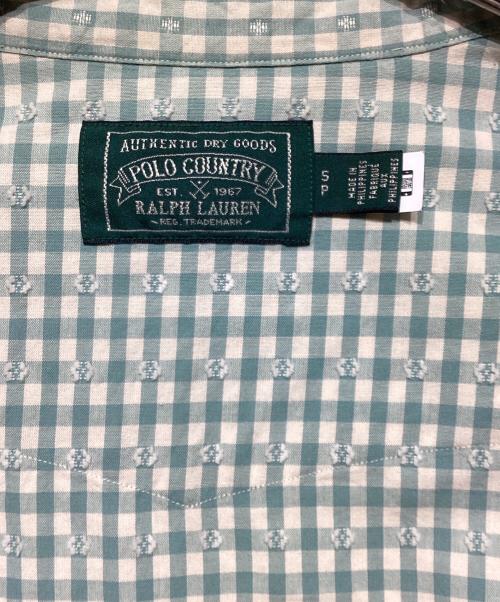 AUTHENTIC DRY GOODS
POLO COUNTRY
EST. 1967
RALPH LAUREN
REG. TRADEMARK
S
P
MADE IN
PHILIPPINES
FABRIQUÉ
AUX
PHILIPPINES